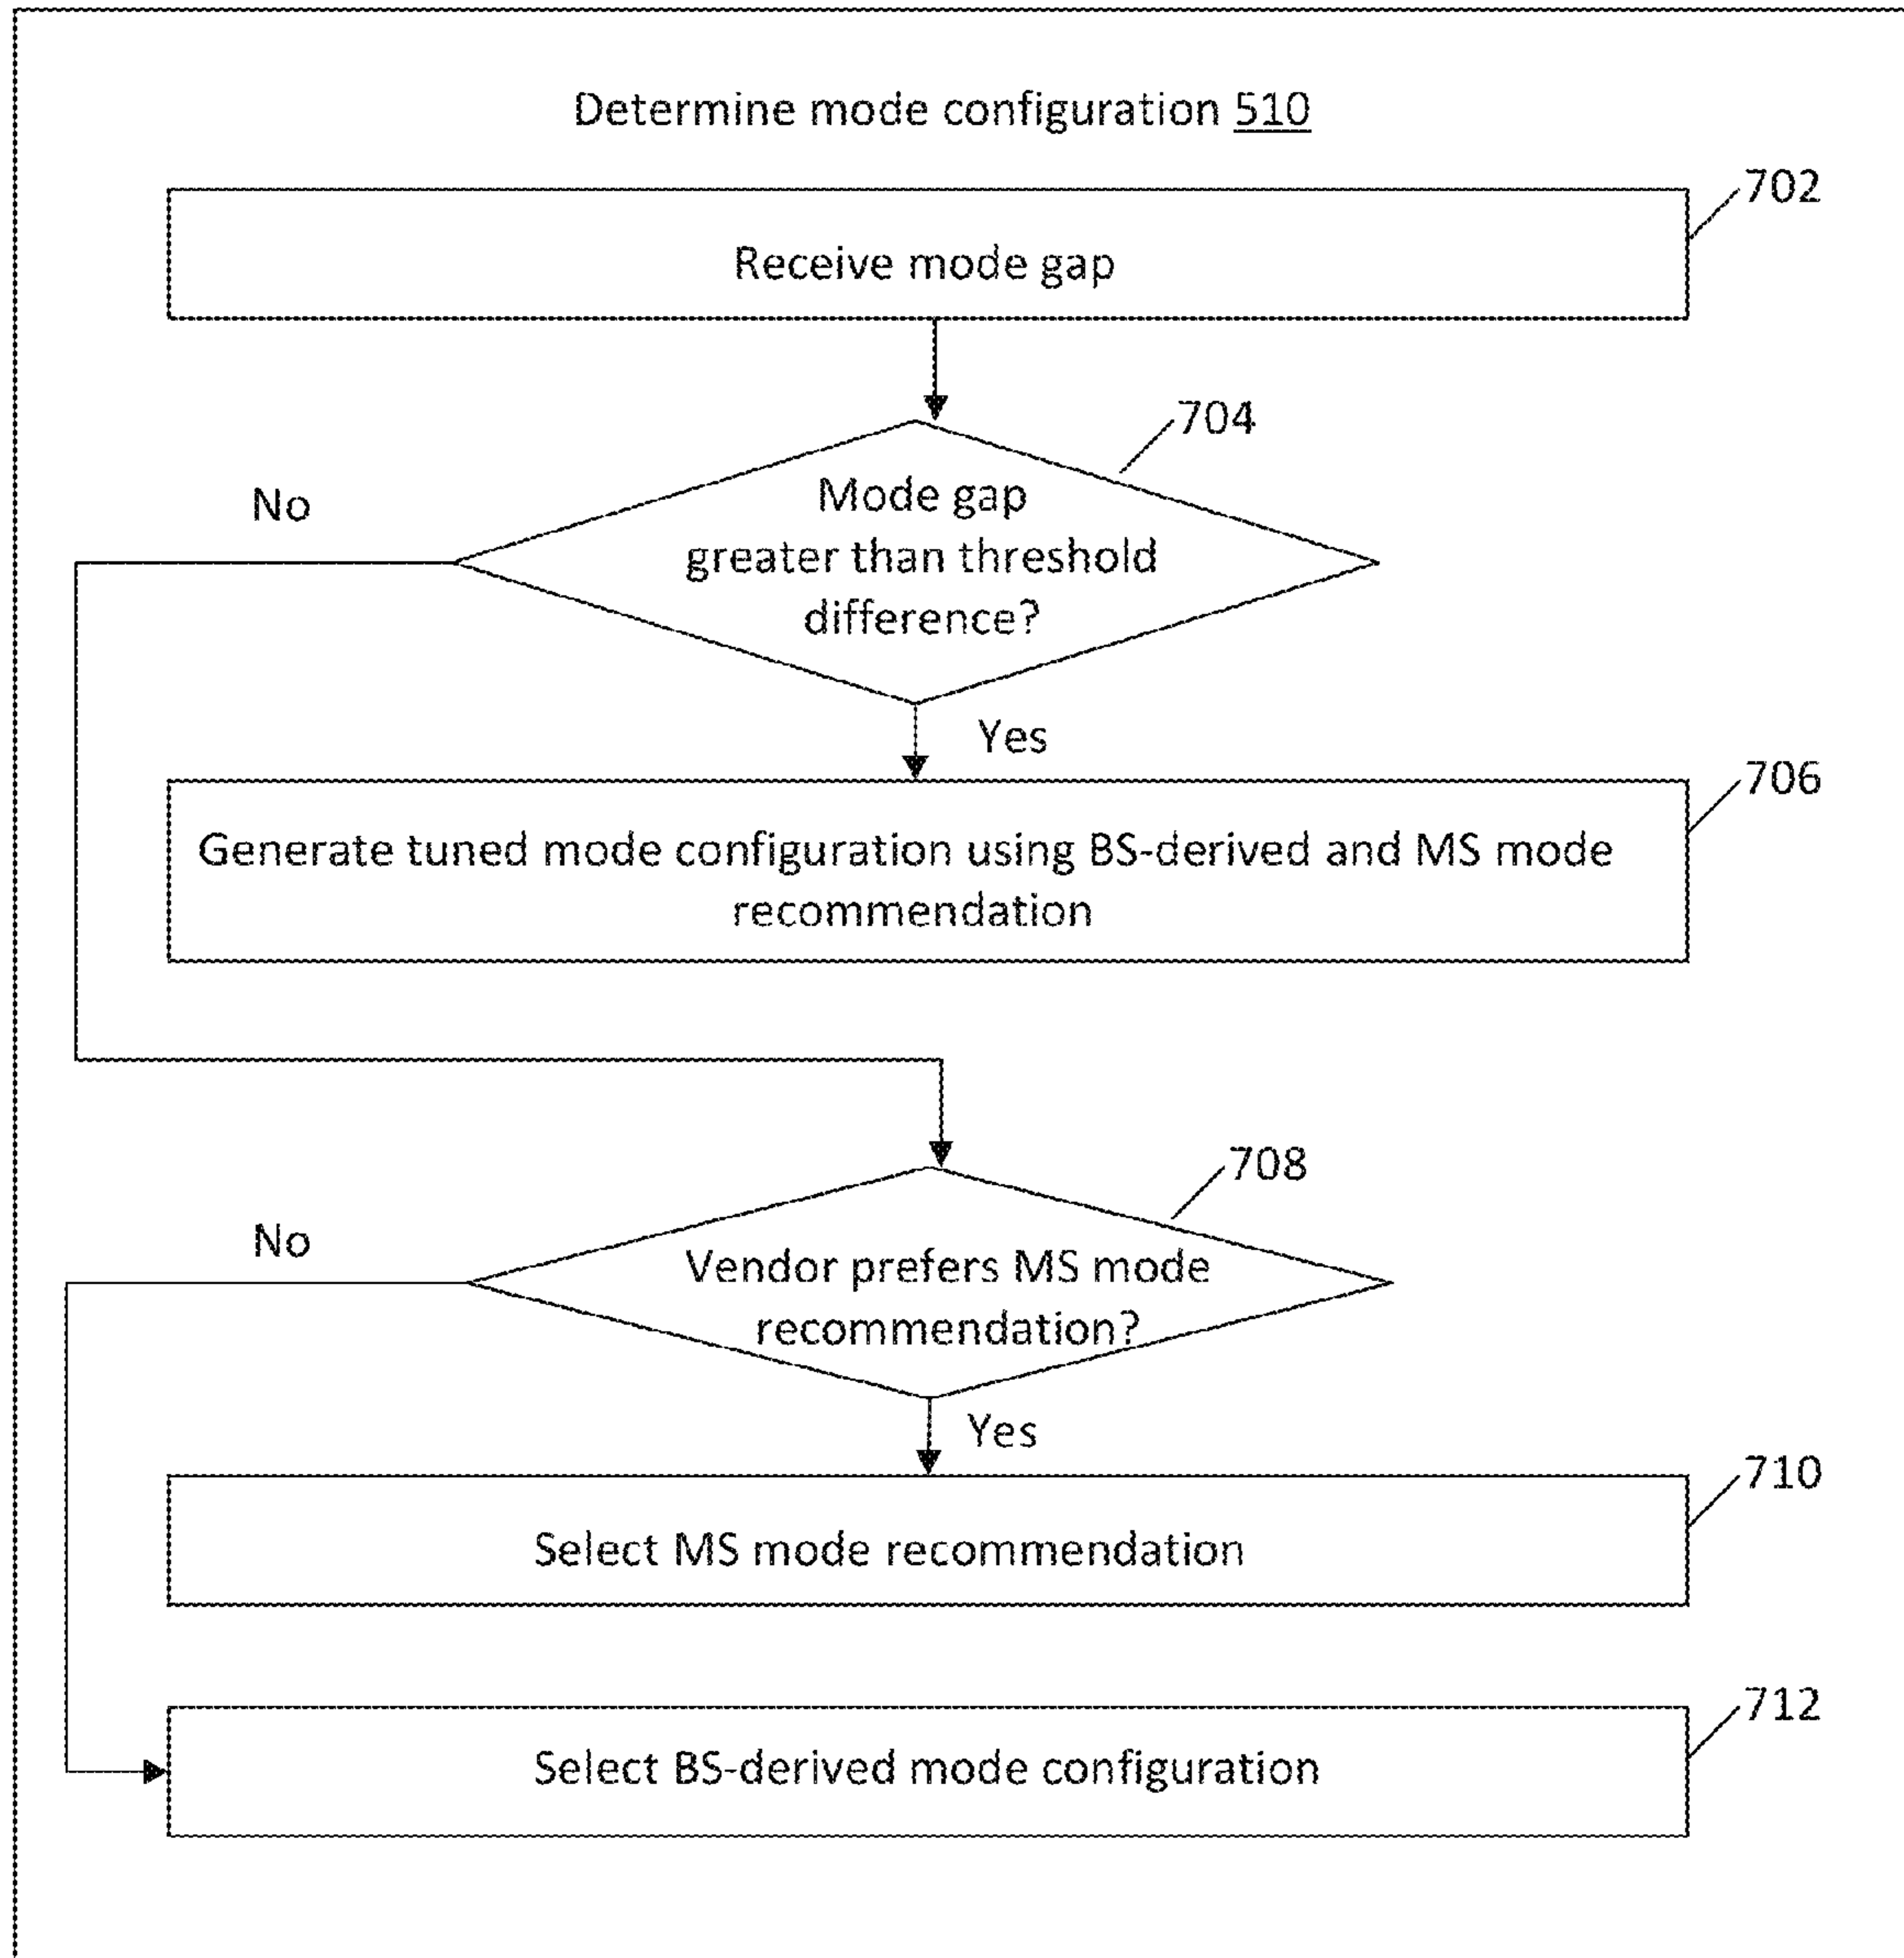 Determine mode configuration 510
702
Receive mode gap
704
No
Mode gap
greater than threshold
difference?
Yes
706
Generate tuned mode configuration using BS-derived and MS mode
recommendation
708
No
Vendor prefers MS mode
recommendation?
Yes
710
Select MS mode recommendation
712
Select BS-derived mode configuration